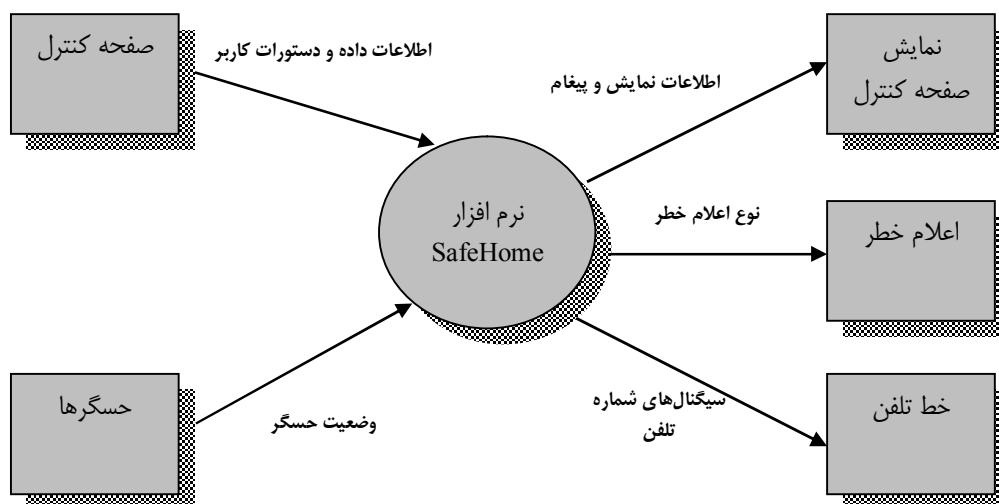 صفحه کنترل
اطلاعات داده و دستورات کاربر
اطلاعات نمایش و پیغام
نمایش
صفحه کنترل
نرم افزار
SafeHome
نوع اعلام خطر
اعلام خطر
حسگرها
وضعیت حسگر
سیگنال‌های شماره
تلفن
خط تلفن